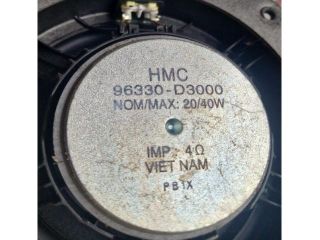 HMC
96330-D3000
NOM/MAX: 20/40W
IMP. 4Ω
VIET NAM
PB1X